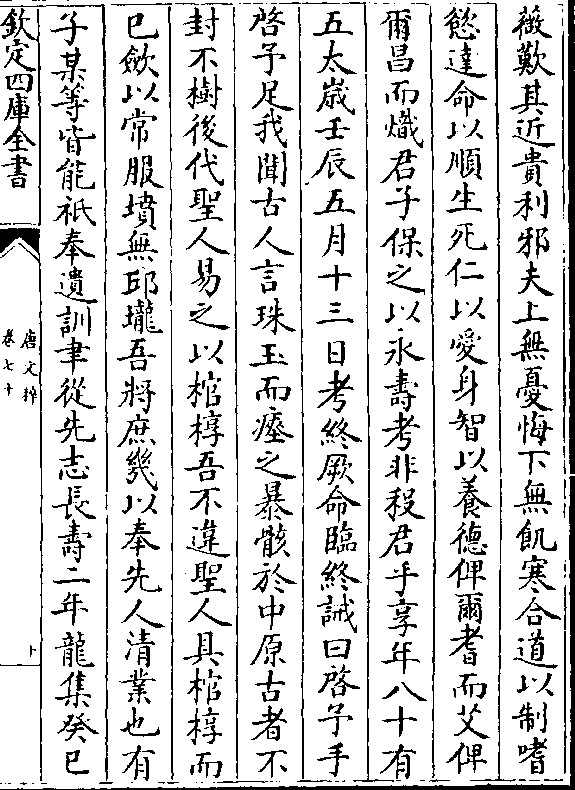 薇歎其近貴利邪夫上無憂悔下無飢寒合道以制嗜
慾達命以順生死仁以愛身智以養德俾爾耆而艾俾
爾昌而熾君子保之以永壽考非叚君乎享年八十有
五太歳壬辰五月十三日考終厥命臨終誡曰啓予手
啓予足我聞古人言珠玉而瘞之暴骸於中原古者不
封不樹後代聖人易之以棺椁吾不違聖人具棺椁而
已斂以常服墳無邱壠吾將庶幾以奉先人清業也有
子某等皆能祇奉遺訓聿從先志長壽二年龍集癸巳
欽定四庫全書
唐文粹
卷七十